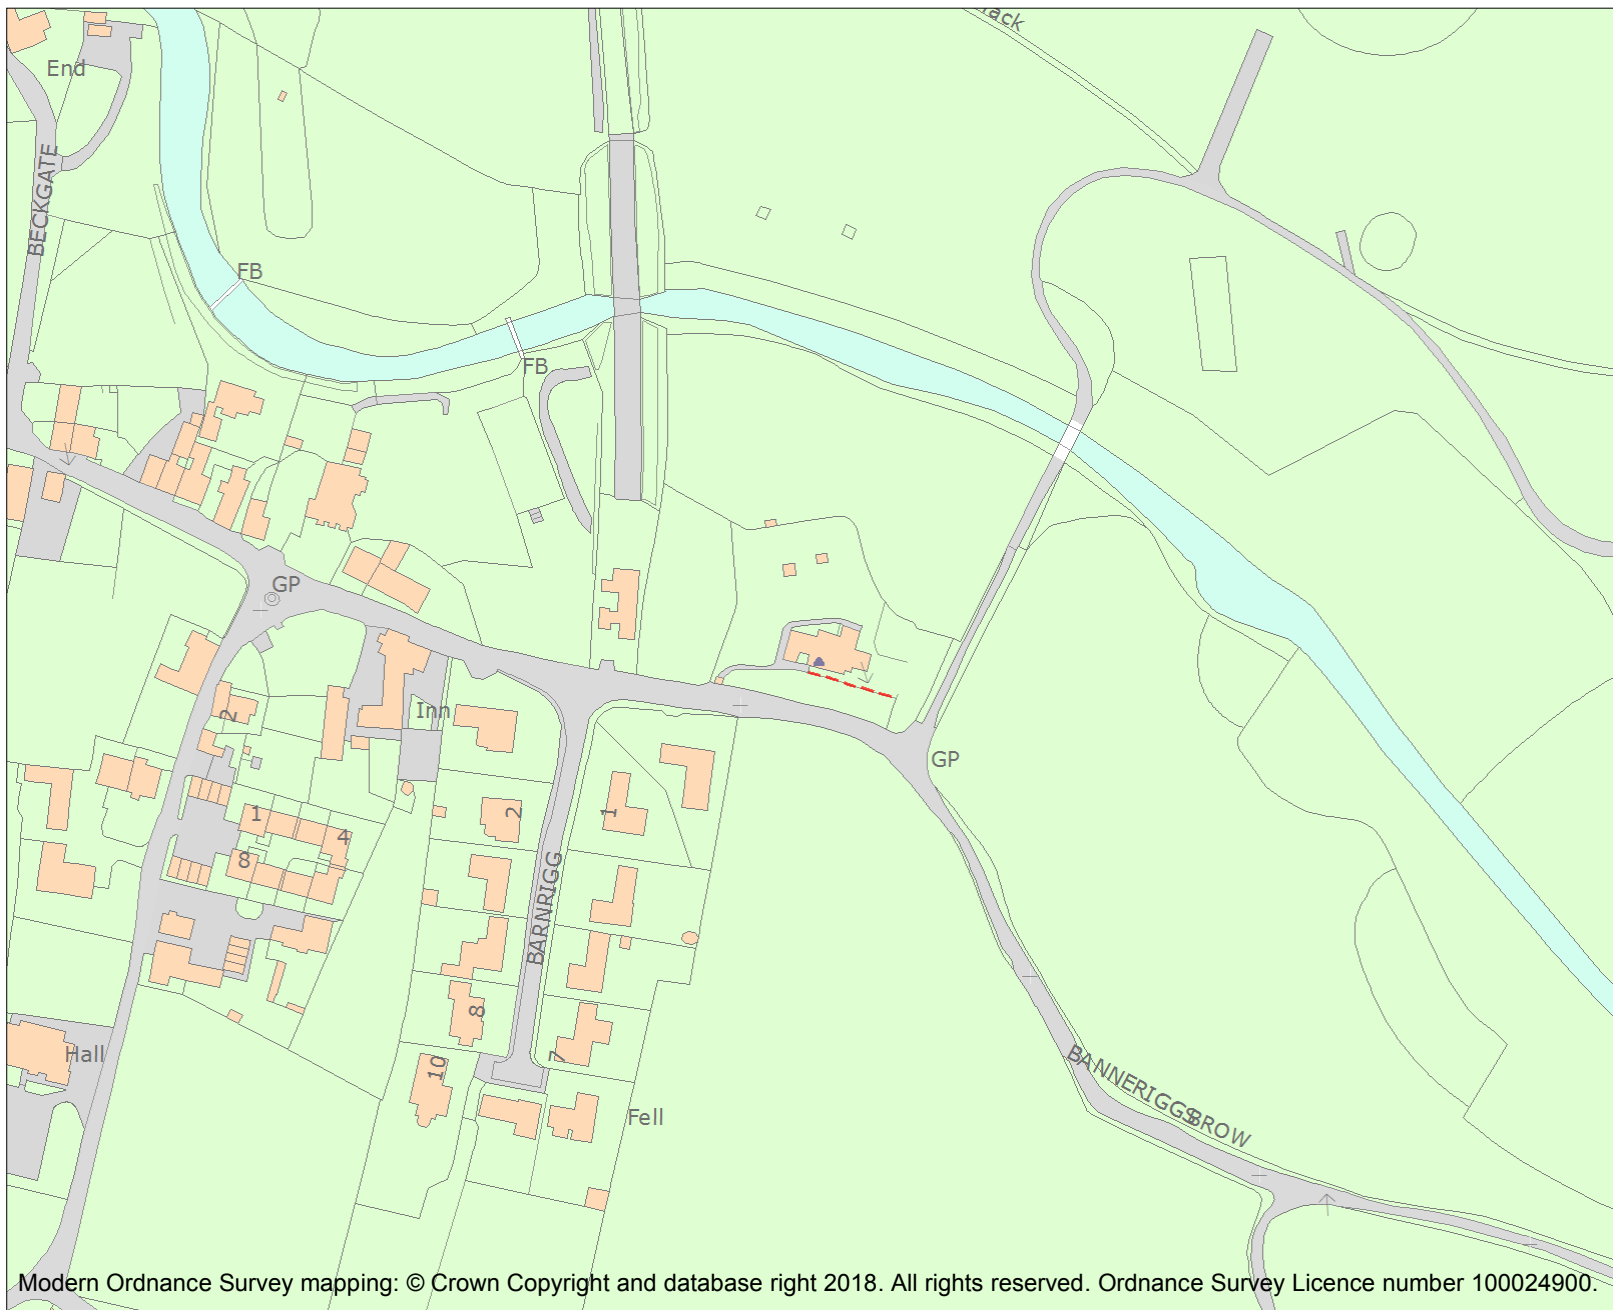 End
BECKGATE
FB
FB
GP
2
Inn
GP
1
4
8
2
1
BARNRIGG
8
7
10
Hall
Fell
BANNERIGGS BROW
Modern Ordnance Survey mapping: © Crown Copyright and database right 2018. All rights reserved. Ordnance Survey Licence number 100024900.